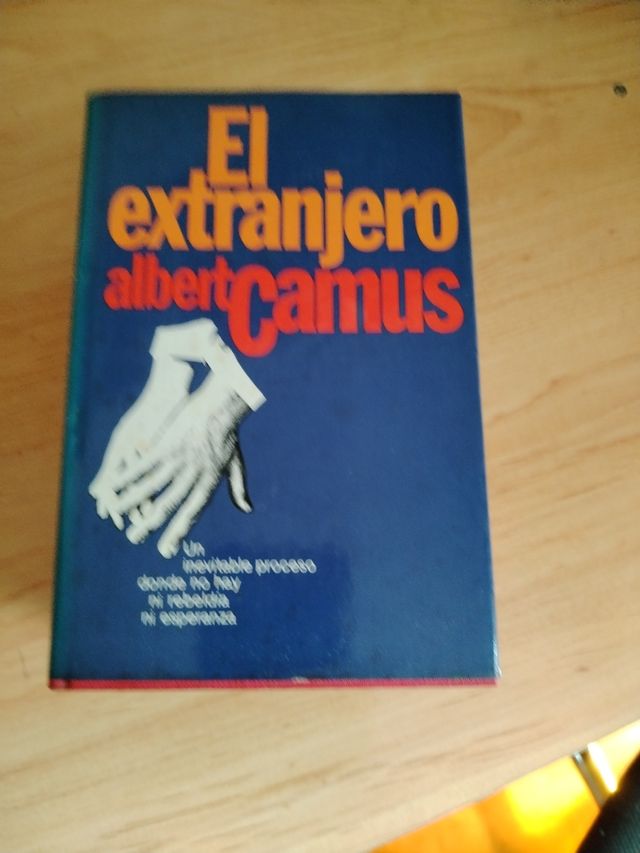 El
extranjero
albert Camus
Un
inevitable proceso
donde no hay
ni rebeldía
ni esperanza